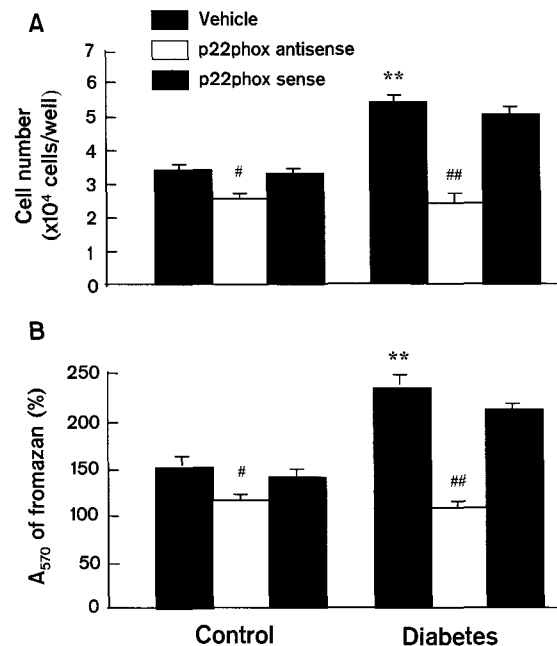 A
Vehicle
p22phox antisense
p22phox sense
Cell number
(x10⁴ cells/well)
7
6
5
4
3
2
1
0
#
**
##
B
A₅₇₀ of fromazan (%)
250
200
150
100
50
0
#
**
##
Control
Diabetes